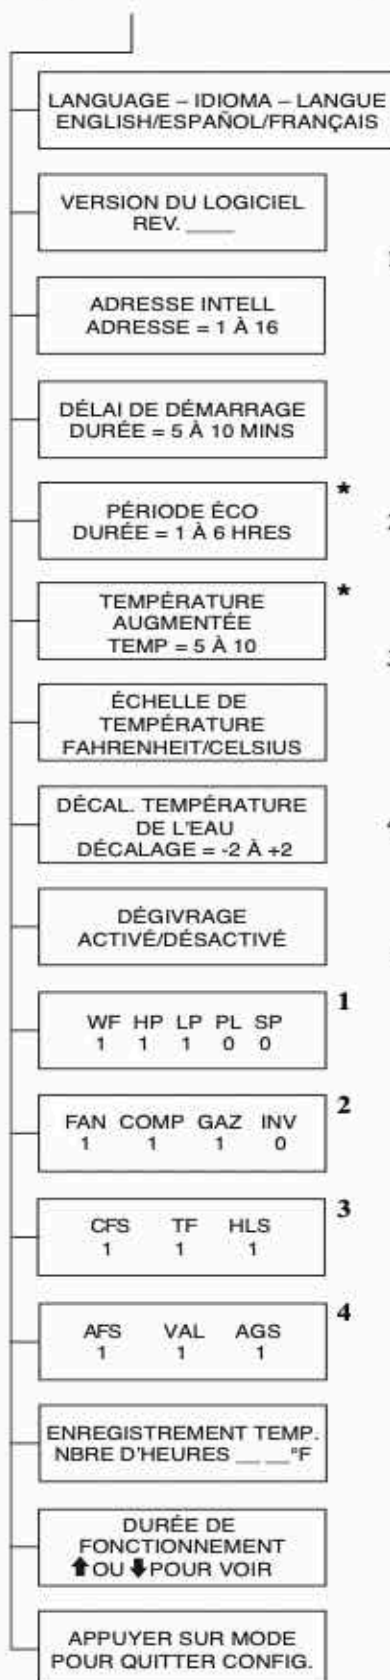 LANGUAGE – IDIOMA – LANGUE
ENGLISH/ESPAÑOL/FRANÇAIS
VERSION DU LOGICIEL
REV. ____
ADRESSE INTELL
ADRESSE = 1 À 16
DÉLAI DE DÉMARRAGE
DURÉE = 5 À 10 MINS
PÉRIODE ÉCO
DURÉE = 1 À 6 HRES
*
TEMPÉRATURE
AUGMENTÉE
TEMP = 5 À 10
*
ÉCHELLE DE
TEMPÉRATURE
FAHRENHEIT/CELSIUS
DÉCAL. TEMPÉRATURE
DE L'EAU
DÉCALAGE = -2 À +2
DÉGIVRAGE
ACTIVÉ/DÉSACTIVÉ
WF HP LP PL SP
1 1 1 0 0
1
FAN COMP GAZ INV
1 1 1 0
2
CFS TF HLS
1 1 1
3
AFS VAL AGS
1 1 1
4
ENREGISTREMENT TEMP.
NBRE D'HEURES __ __°F
DURÉE DE
FONCTIONNEMENT
⬆ OU ⬇ POUR VOIR
APPUYER SUR MODE
POUR QUITTER CONFIG.